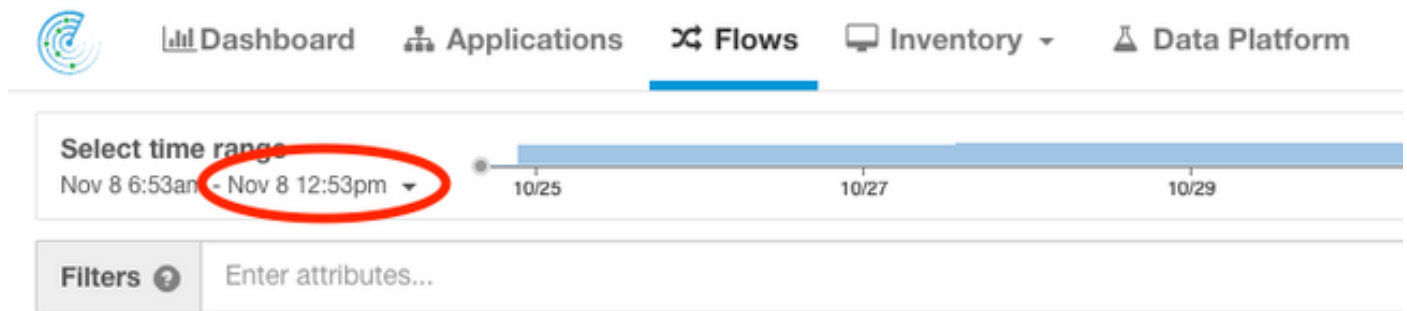 Dashboard Applications Flows Inventory Data Platform
Select time range
Nov 8 6:53am - Nov 8 12:53pm
10/25 10/27 10/29
Filters ? Enter attributes...